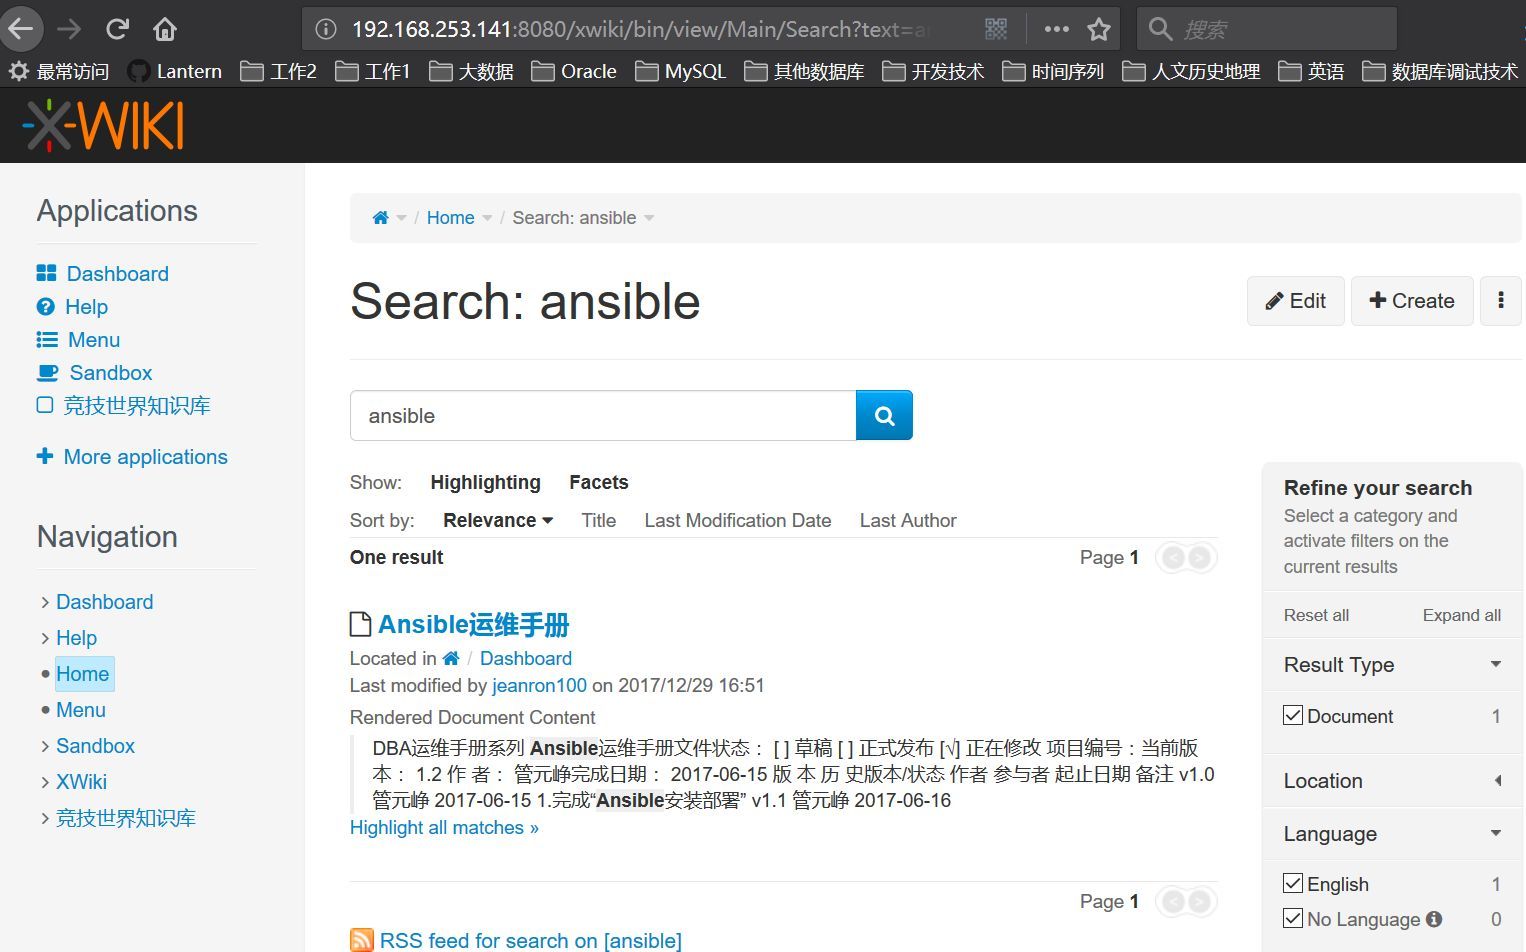 192.168.253.141:8080/xwiki/bin/view/Main/Search?text=a
搜索
最常访问 Lantern 工作2 工作1 大数据 Oracle MySQL 其他数据库 开发技术 时间序列 人文历史地理 英语 数据库调试技术
XWIKI
Applications
Dashboard
Help
Menu
Sandbox
竞技世界知识库
More applications
Navigation
Dashboard
Help
Home
Menu
Sandbox
XWiki
竞技世界知识库
/ Home / Search: ansible
Search: ansible
Edit
Create
ansible
Show: Highlighting Facets
Sort by: Relevance Title Last Modification Date Last Author
One result
Page 1
Ansible运维手册
Located in / Dashboard
Last modified by jeanron100 on 2017/12/29 16:51
Rendered Document Content
DBA运维手册系列 Ansible运维手册文件状态： [ ] 草稿 [ ] 正式发布 [√] 正在修改 项目编号：当前版
本： 1.2 作 者： 管元峥完成日期： 2017-06-15 版 本 历 史版本/状态 作者 参与者 起止日期 备注 v1.0
管元峥 2017-06-15 1.完成“Ansible安装部署” v1.1 管元峥 2017-06-16
Highlight all matches »
Page 1
RSS feed for search on [ansible]
Refine your search
Select a category and
activate filters on the
current results
Reset all Expand all
Result Type
Document 1
Location
Language
English 1
No Language 0